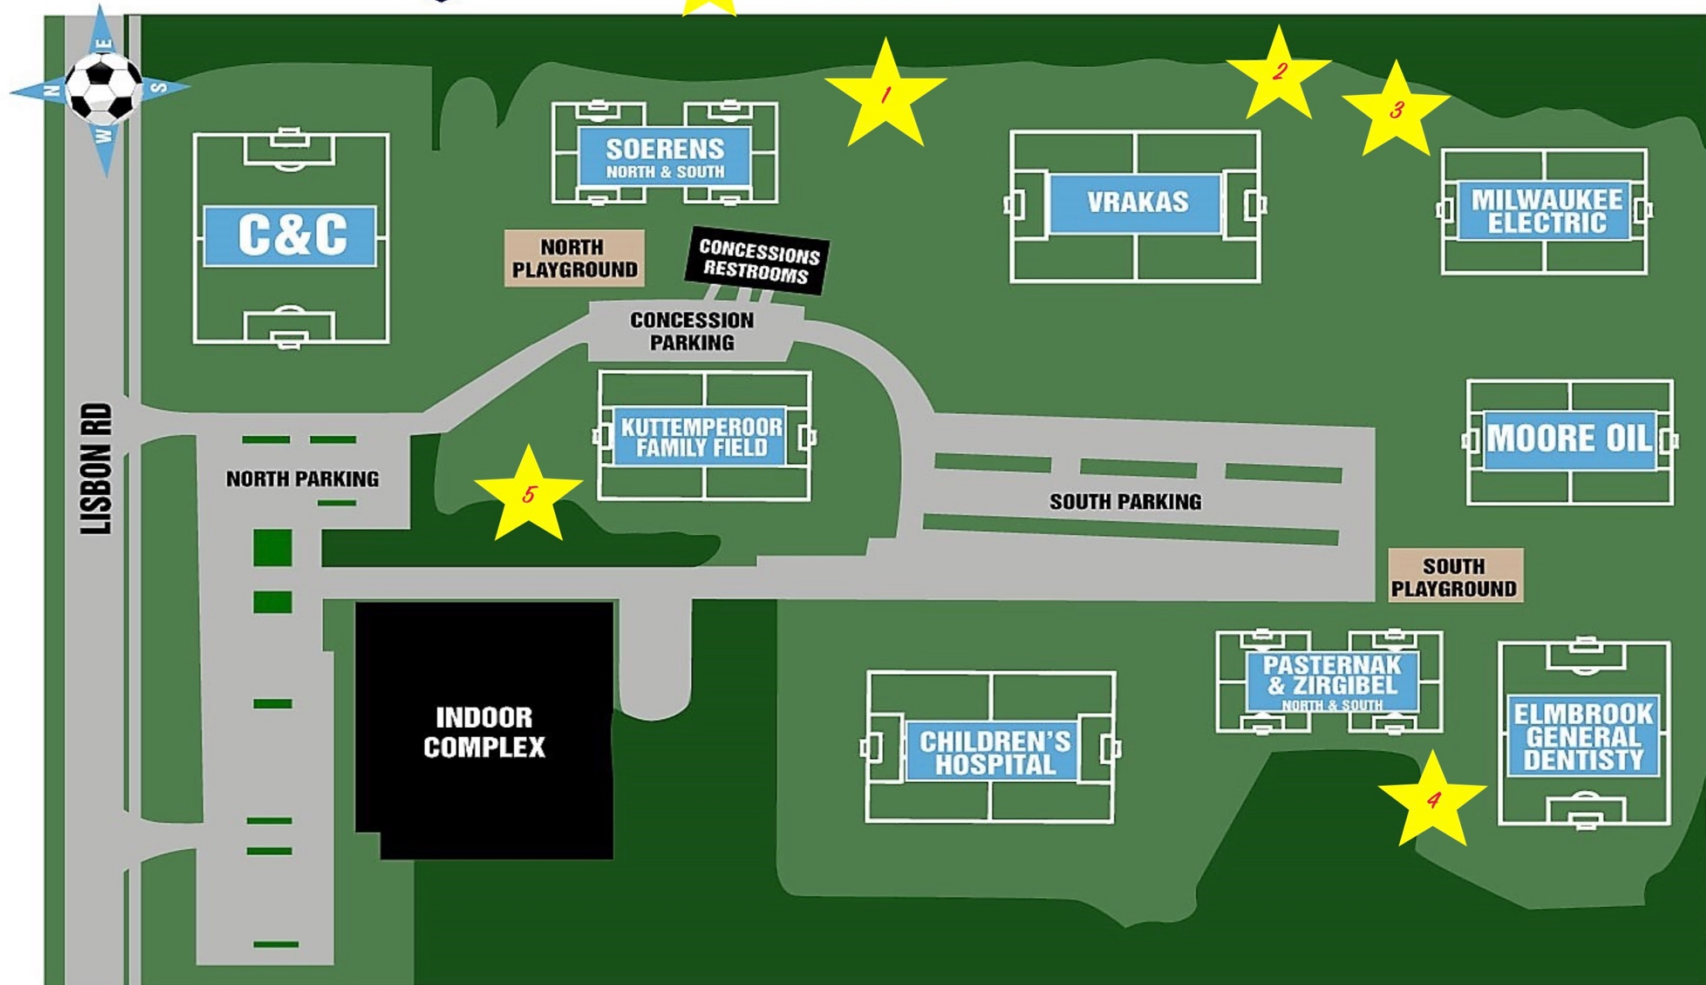 E
N
S
W
1
2
3
SOERENS
NORTH & SOUTH
VRAKAS
MILWAUKEE
ELECTRIC
C&C
NORTH
PLAYGROUND
CONCESSIONS
RESTROOMS
CONCESSION
PARKING
LISBON RD
KUTTEMPEROOR
FAMILY FIELD
MOORE OIL
NORTH PARKING
5
SOUTH PARKING
SOUTH
PLAYGROUND
INDOOR
COMPLEX
CHILDREN'S
HOSPITAL
PASTERNAK
& ZIRGIBEL
NORTH & SOUTH
ELMBROOK
GENERAL
DENTISTY
4